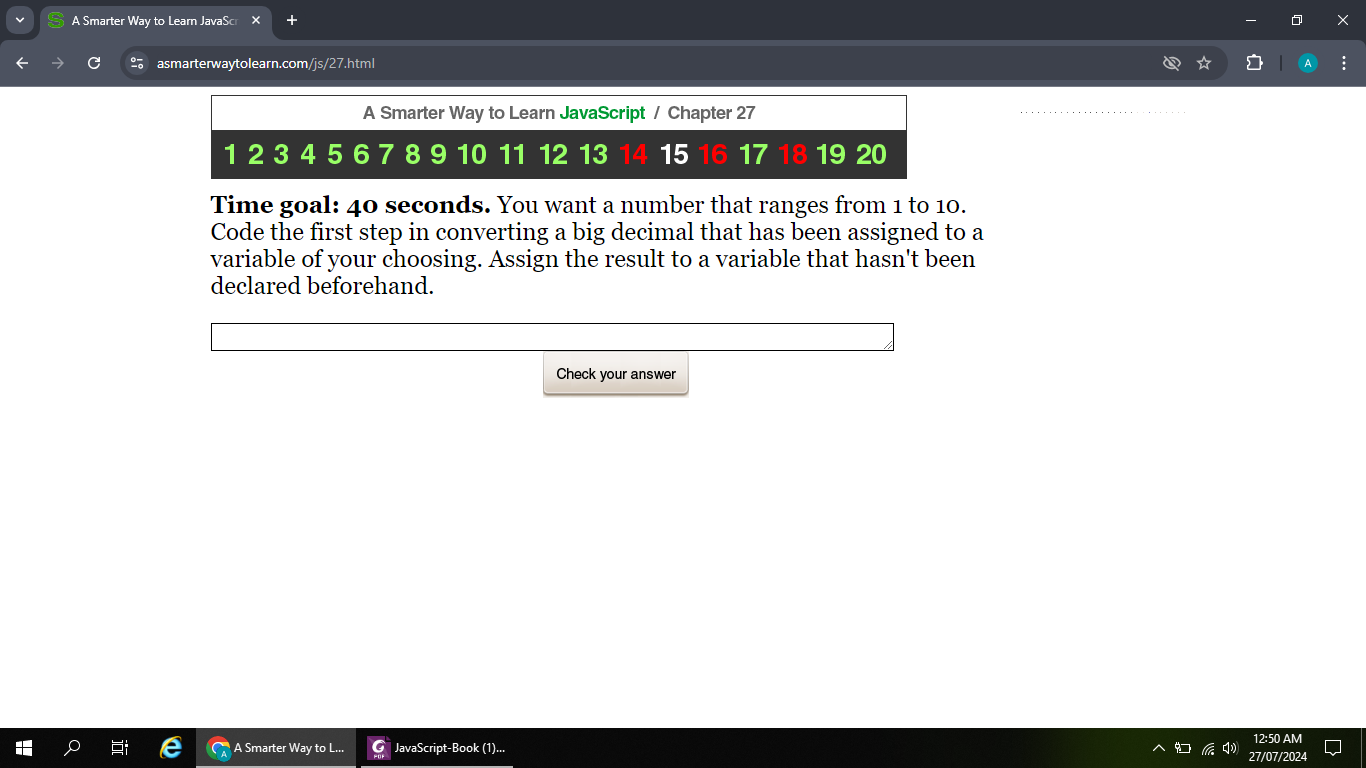 A Smarter Way to Learn JavaSc
asmarterwaytolearn.com/js/27.html
A
A Smarter Way to Learn JavaScript / Chapter 27
1 2 3 4 5 6 7 8 9 10 11 12 13 14 15 16 17 18 19 20
Time goal: 40 seconds. You want a number that ranges from 1 to 10.
Code the first step in converting a big decimal that has been assigned to a
variable of your choosing. Assign the result to a variable that hasn't been
declared beforehand.
Check your answer
A Smarter Way to L...
JavaScript-Book (1)...
12:50 AM
27/07/2024